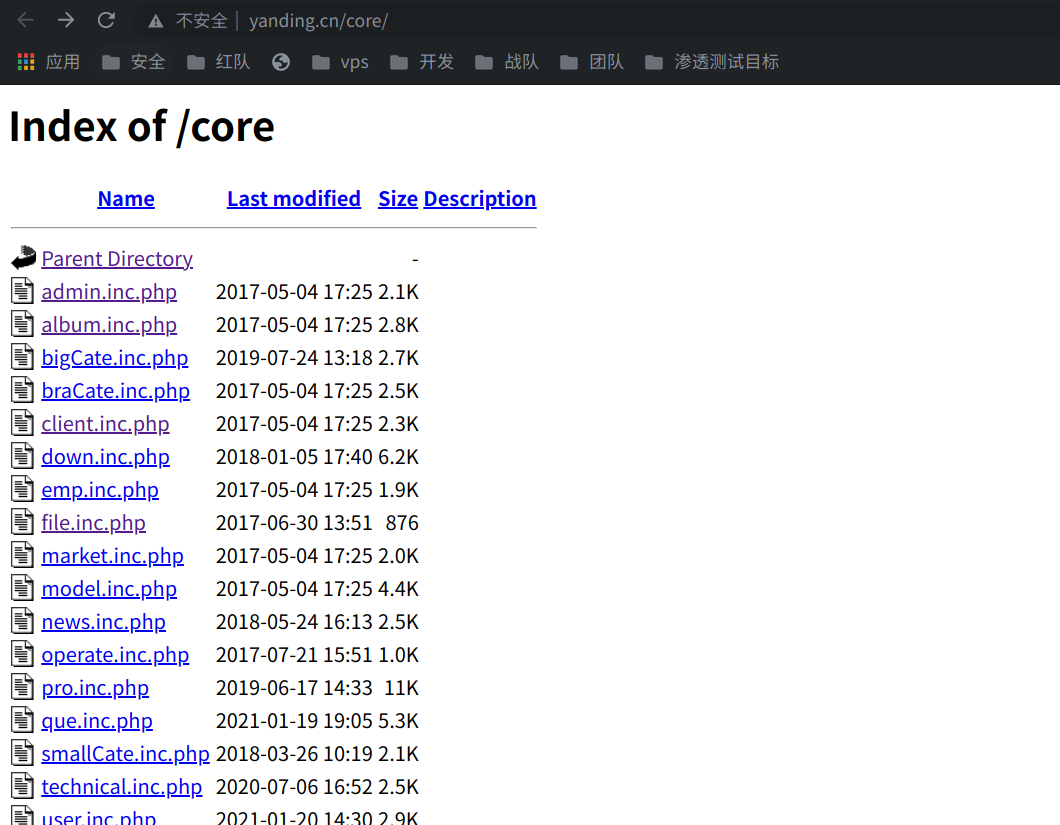 不安全 | yanding.cn/core/
应用 安全 红队 vps 开发 战队 团队 渗透测试目标
Index of /core
Name Last modified Size Description
Parent Directory -
admin.inc.php 2017-05-04 17:25 2.1K
album.inc.php 2017-05-04 17:25 2.8K
bigCate.inc.php 2019-07-24 13:18 2.7K
braCate.inc.php 2017-05-04 17:25 2.5K
client.inc.php 2017-05-04 17:25 2.3K
down.inc.php 2018-01-05 17:40 6.2K
emp.inc.php 2017-05-04 17:25 1.9K
file.inc.php 2017-06-30 13:51 876
market.inc.php 2017-05-04 17:25 2.0K
model.inc.php 2017-05-04 17:25 4.4K
news.inc.php 2018-05-24 16:13 2.5K
operate.inc.php 2017-07-21 15:51 1.0K
pro.inc.php 2019-06-17 14:33 11K
que.inc.php 2021-01-19 19:05 5.3K
smallCate.inc.php 2018-03-26 10:19 2.1K
technical.inc.php 2020-07-06 16:52 2.5K
user.inc.php 2021-01-20 14:30 2.9K